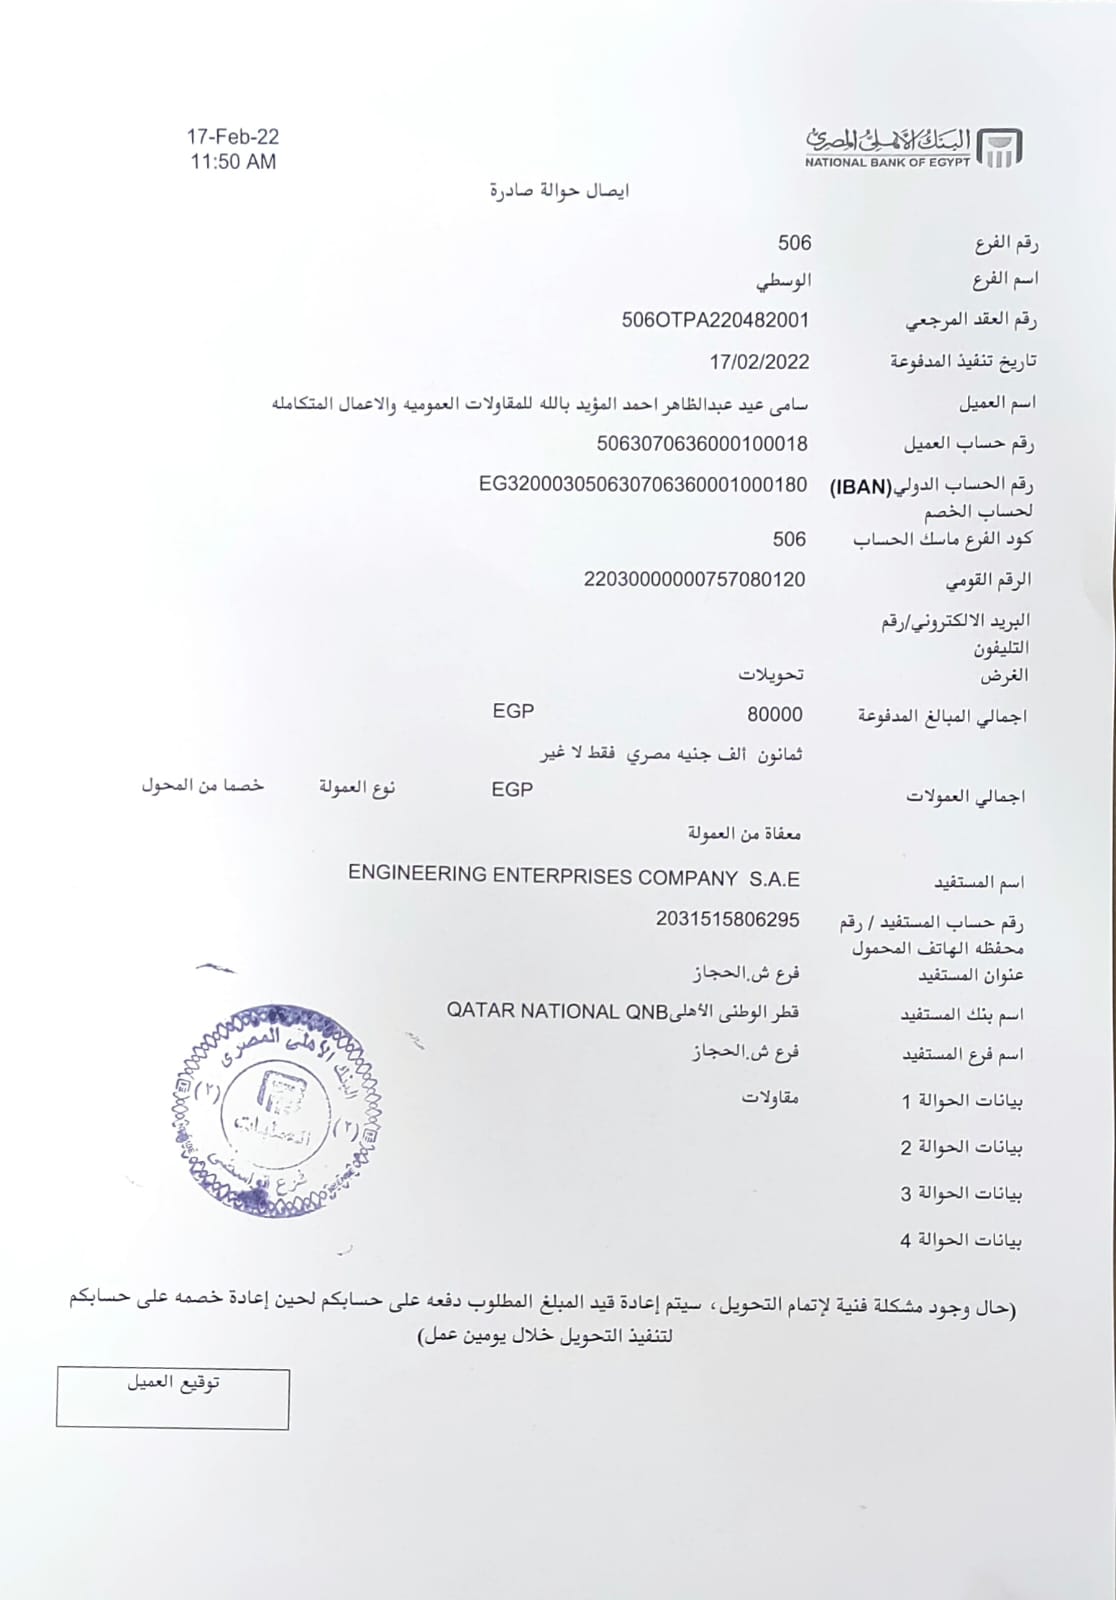 17-Feb-22
11:50 AM
البنك الأهلي المصري
NATIONAL BANK OF EGYPT
ايصال حوالة صادرة
رقم الفرع 506
اسم الفرع الوسطي
رقم العقد المرجعي 506OTPA220482001
تاريخ تنفيذ المدفوعة 17/02/2022
اسم العميل سامى عيد عبدالظاهر احمد المؤيد بالله للمقاولات العموميه والاعمال المتكامله
رقم حساب العميل 5063070636000100018
رقم الحساب الدولي(IBAN) EG320003050630706360001000180
لحساب الخصم
كود الفرع ماسك الحساب 506
الرقم القومي 22030000000757080120
البريد الالكتروني/رقم
التليفون
الغرض تحويلات
اجمالي المبالغ المدفوعة 80000 EGP
ثمانون ألف جنيه مصري فقط لا غير
اجمالي العمولات EGP نوع العمولة خصما من المحول
معفاة من العمولة
اسم المستفيد ENGINEERING ENTERPRISES COMPANY S.A.E
رقم حساب المستفيد / رقم 2031515806295
محفظه الهاتف المحمول
عنوان المستفيد فرع ش.الحجاز
اسم بنك المستفيد قطر الوطنى الأهلىQATAR NATIONAL QNB
اسم فرع المستفيد فرع ش.الحجاز
بيانات الحوالة 1 مقاولات
بيانات الحوالة 2
بيانات الحوالة 3
بيانات الحوالة 4
البنك الأهلى المصرى
(٢)
العمليات
(٢)
فرع
(حال وجود مشكلة فنية لإتمام التحويل، سيتم إعادة قيد المبلغ المطلوب دفعه على حسابكم لحين إعادة خصمه على حسابكم
لتنفيذ التحويل خلال يومين عمل)
توقيع العميل